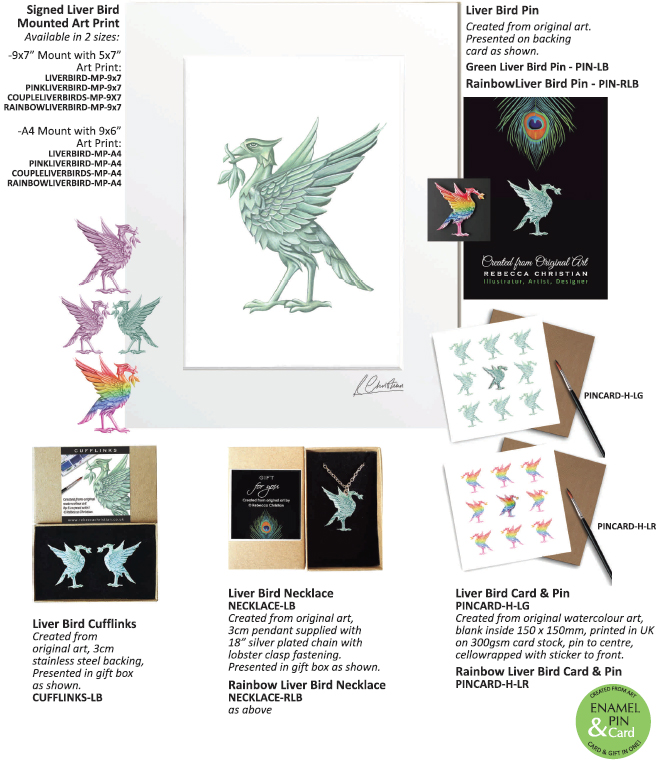 Signed Liver Bird
Mounted Art Print
Available in 2 sizes:
-9x7” Mount with 5x7”
Art Print:
LIVERBIRD-MP-9x7
PINKLIVERBIRD-MP-9x7
COUPLELIVERBIRDS-MP-9X7
RAINBOWLIVERBIRD-MP-9x7
-A4 Mount with 9x6”
Art Print:
LIVERBIRD-MP-A4
PINKLIVERBIRD-MP-A4
COUPLELIVERBIRDS-MP-A4
RAINBOWLIVERBIRD-MP-A4
R Christian
Liver Bird Pin
Created from original art.
Presented on backing
card as shown.
Green Liver Bird Pin - PIN-LB
RainbowLiver Bird Pin - PIN-RLB
Created from Original Art
REBECCA CHRISTIAN
Illustrator, Artist, Designer
PINCARD-H-LG
PINCARD-H-LR
CUFFLINKS
www.rebeccachristian.co.uk
Liver Bird Cufflinks
Created from
original art, 3cm
stainless steel backing,
Presented in gift box
as shown.
CUFFLINKS-LB
GIFT
for you
Created from original art by
© Rebecca Christian
Liver Bird Necklace
NECKLACE-LB
Created from original art,
3cm pendant supplied with
18” silver plated chain with
lobster clasp fastening.
Presented in gift box as shown.
Rainbow Liver Bird Necklace
NECKLACE-RLB
as above
Liver Bird Card & Pin
PINCARD-H-LG
Created from original watercolour art,
blank inside 150 x 150mm, printed in UK
on 300gsm card stock, pin to centre,
cellowrapped with sticker to front.
Rainbow Liver Bird Card & Pin
PINCARD-H-LR
CREATED FROM ART
ENAMEL
PIN
& Card
CARD & GIFT IN ONE!